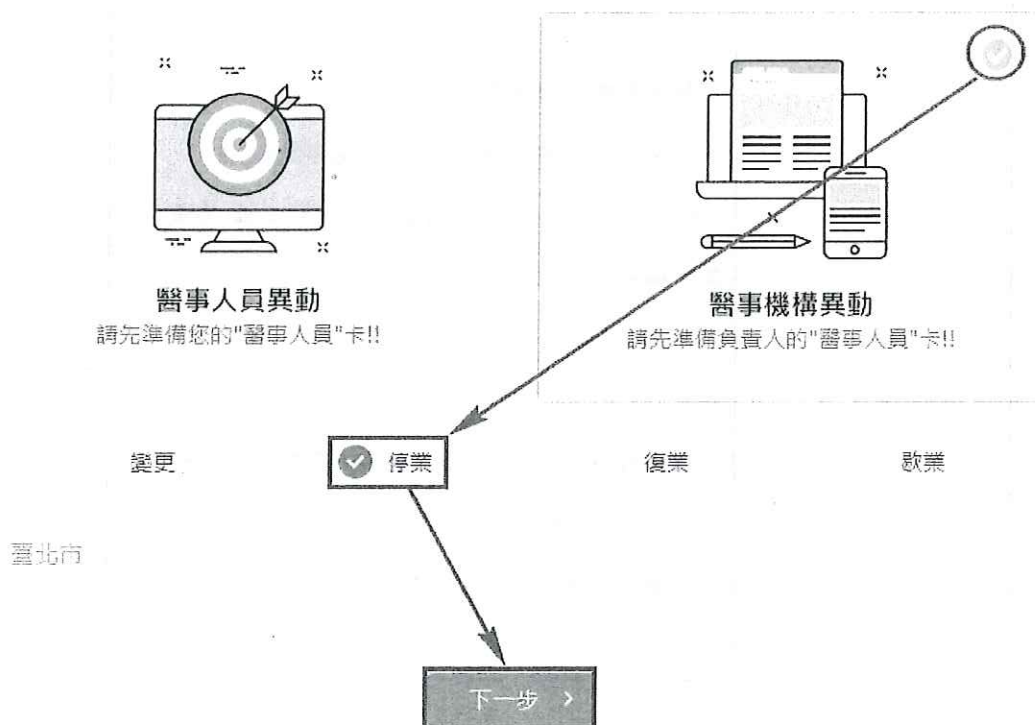 醫事人員異動
請先準備您的"醫事人員"卡!!
醫事機構異動
請先準備負責人的"醫事人員"卡!!
變更
停業
復業
歇業
臺北市
下一步 >